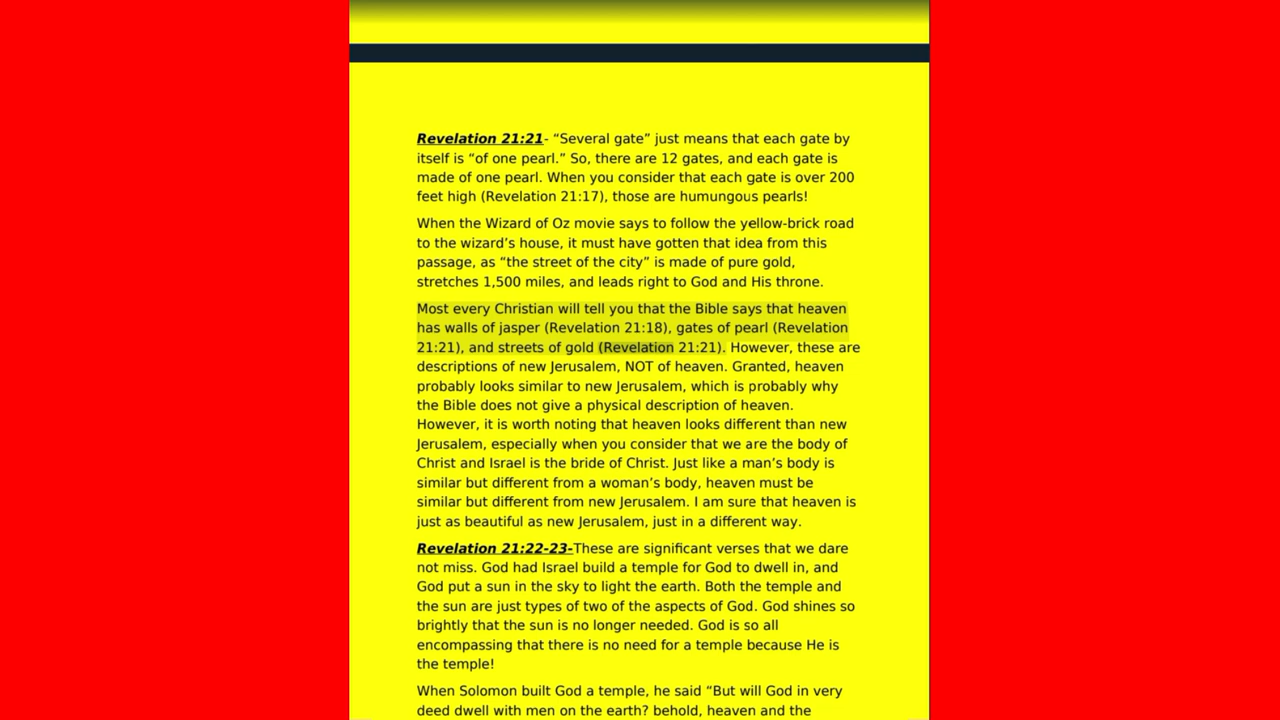 Revelation 21:21- “Several gate” just means that each gate by
itself is “of one pearl.” So, there are 12 gates, and each gate is
made of one pearl. When you consider that each gate is over 200
feet high (Revelation 21:17), those are humungous pearls!
When the Wizard of Oz movie says to follow the yellow-brick road
to the wizard’s house, it must have gotten that idea from this
passage, as “the street of the city” is made of pure gold,
stretches 1,500 miles, and leads right to God and His throne.
Most every Christian will tell you that the Bible says that heaven
has walls of jasper (Revelation 21:18), gates of pearl (Revelation
21:21), and streets of gold (Revelation 21:21). However, these are
descriptions of new Jerusalem, NOT of heaven. Granted, heaven
probably looks similar to new Jerusalem, which is probably why
the Bible does not give a physical description of heaven.
However, it is worth noting that heaven looks different than new
Jerusalem, especially when you consider that we are the body of
Christ and Israel is the bride of Christ. Just like a man’s body is
similar but different from a woman’s body, heaven must be
similar but different from new Jerusalem. I am sure that heaven is
just as beautiful as new Jerusalem, just in a different way.
Revelation 21:22-23-These are significant verses that we dare
not miss. God had Israel build a temple for God to dwell in, and
God put a sun in the sky to light the earth. Both the temple and
the sun are just types of two of the aspects of God. God shines so
brightly that the sun is no longer needed. God is so all
encompassing that there is no need for a temple because He is
the temple!
When Solomon built God a temple, he said “But will God in very
deed dwell with men on the earth? behold, heaven and the